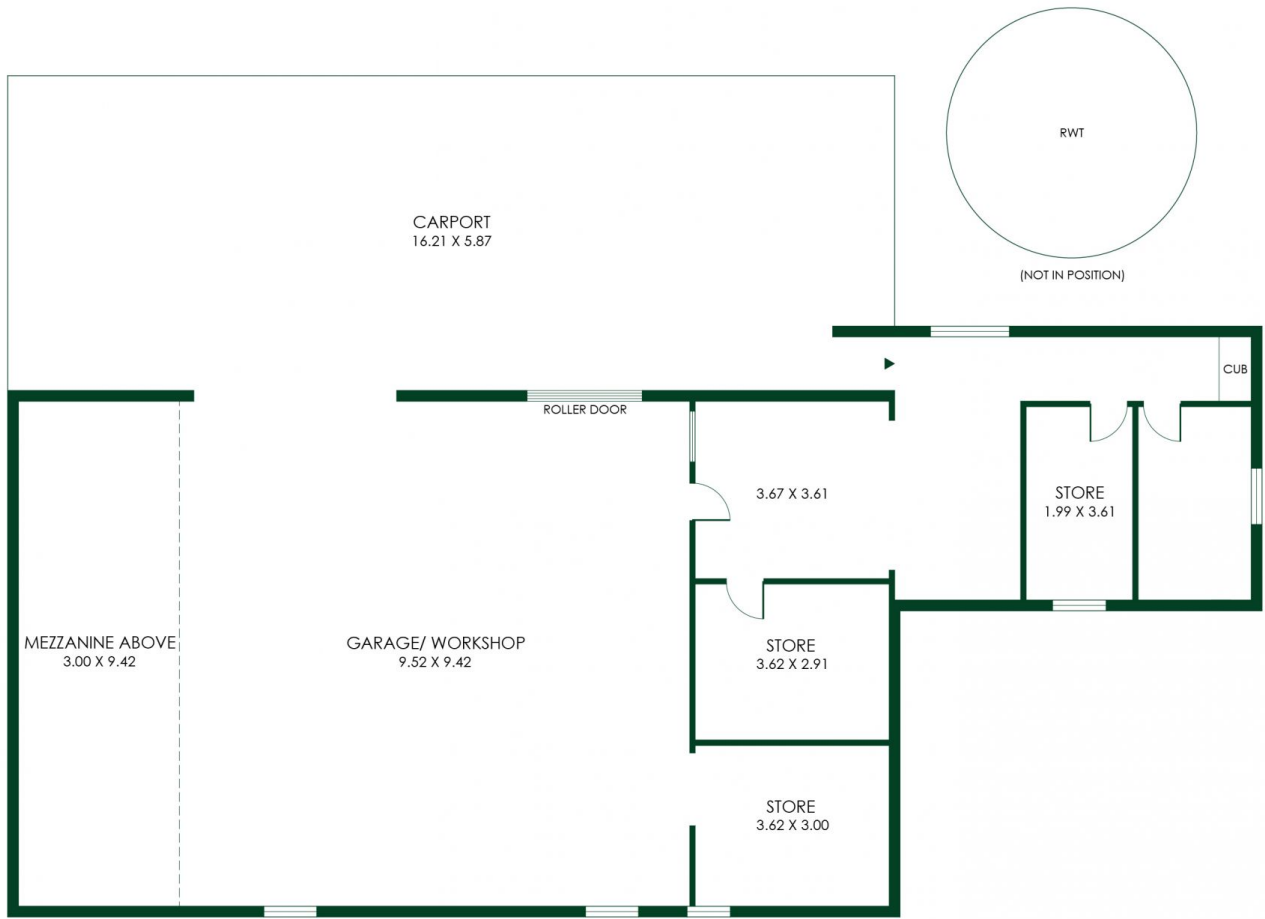 RWT
CARPORT
16.21 X 5.87
(NOT IN POSITION)
CUB
ROLLER DOOR
3.67 X 3.61
STORE
1.99 X 3.61
MEZZANINE ABOVE
3.00 X 9.42
GARAGE/ WORKSHOP
9.52 X 9.42
STORE
3.62 X 2.91
STORE
3.62 X 3.00